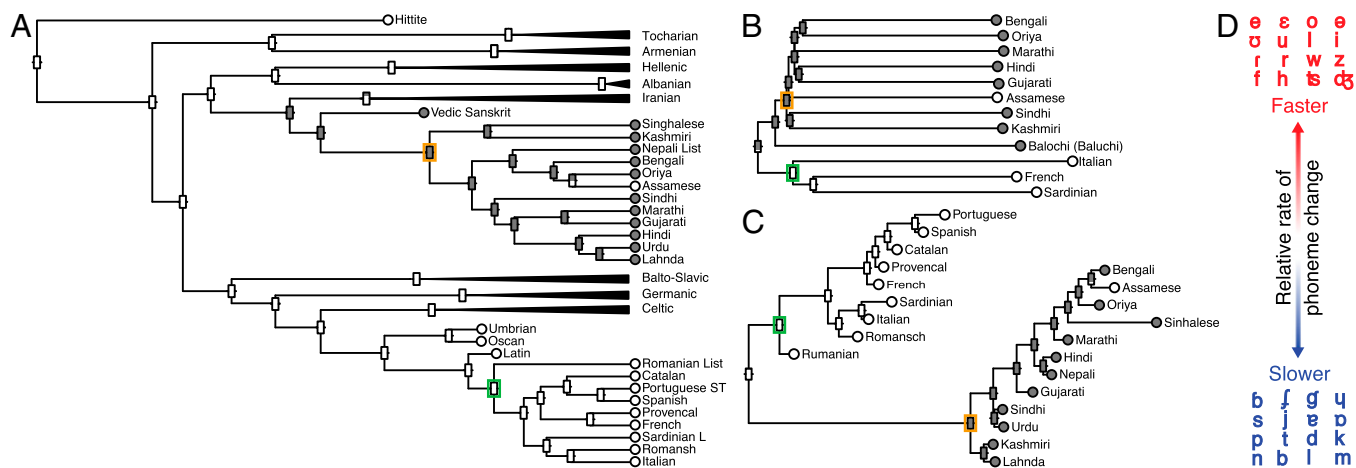 A
Hittite
Tocharian
Armenian
Hellenic
Albanian
Iranian
Vedic Sanskrit
Singhalese
Kashmiri
Nepali List
Bengali
Oriya
Assamese
Sindhi
Marathi
Gujarati
Hindi
Urdu
Lahnda
Balto-Slavic
Germanic
Celtic
Umbrian
Oscan
Latin
Romanian List
Catalan
Portuguese ST
Spanish
Provencal
French
Sardinian L
Romansh
Italian
B
Bengali
Oriya
Marathi
Hindi
Gujarati
Assamese
Sindhi
Kashmiri
Balochi (Baluchi)
Italian
French
Sardinian
C
Portuguese
Spanish
Catalan
Provencal
French
Sardinian
Italian
Romansch
Rumanian
Bengali
Assamese
Oriya
Sinhalese
Marathi
Hindi
Nepali
Gujarati
Sindhi
Urdu
Kashmiri
Lahnda
D
ɛ o
ʊ u i
ɾ r w z
f h ʦ ʤ
Faster
Relative rate of
phoneme change
Slower
ɓ ʄ ɠ ɥ
s j ɐ ɒ
p t d k
n b l m